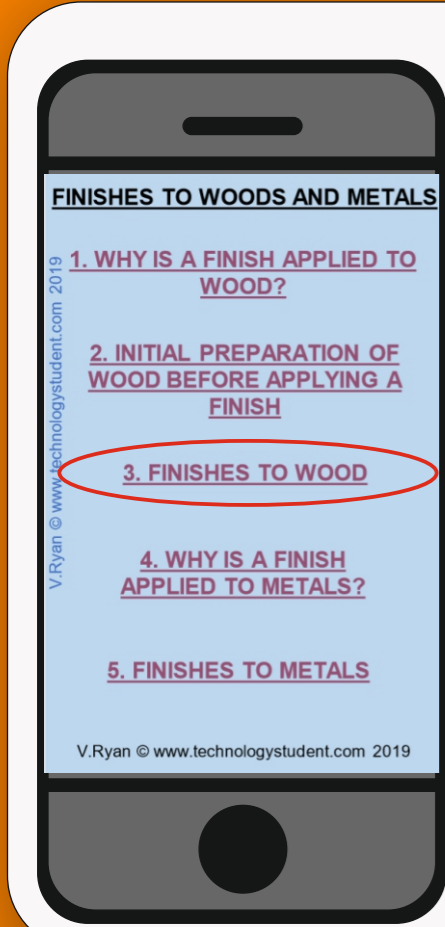 FINISHES TO WOODS AND METALS
1. WHY IS A FINISH APPLIED TO
WOOD?
2. INITIAL PREPARATION OF
WOOD BEFORE APPLYING A
FINISH
3. FINISHES TO WOOD
4. WHY IS A FINISH
APPLIED TO METALS?
5. FINISHES TO METALS
V.Ryan © www.technologystudent.com 2019
V.Ryan © www.technologystudent.com 2019